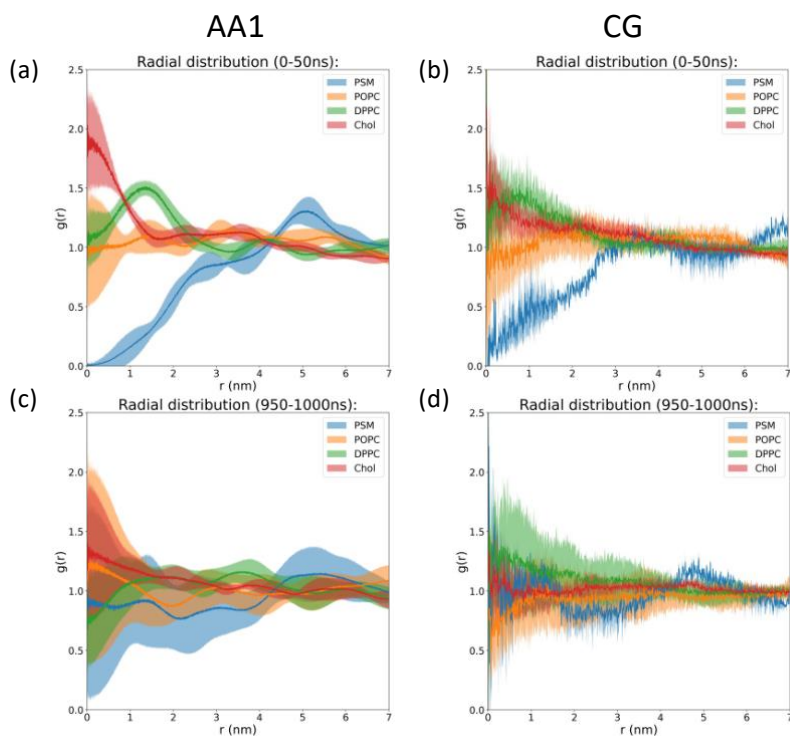 AA1
CG
(a)
Radial distribution (0-50ns):
2.5
2.0
1.5
1.0
0.5
0.0
g(r)
0 1 2 3 4 5 6 7
r (nm)
PSM
POPC
DPPC
Chol
(b)
Radial distribution (0-50ns):
2.5
2.0
1.5
1.0
0.5
0.0
g(r)
0 1 2 3 4 5 6 7
r (nm)
PSM
POPC
DPPC
Chol
(c)
Radial distribution (950-1000ns):
2.5
2.0
1.5
1.0
0.5
0.0
g(r)
0 1 2 3 4 5 6 7
r (nm)
PSM
POPC
DPPC
Chol
(d)
Radial distribution (950-1000ns):
2.5
2.0
1.5
1.0
0.5
0.0
g(r)
0 1 2 3 4 5 6 7
r (nm)
PSM
POPC
DPPC
Chol